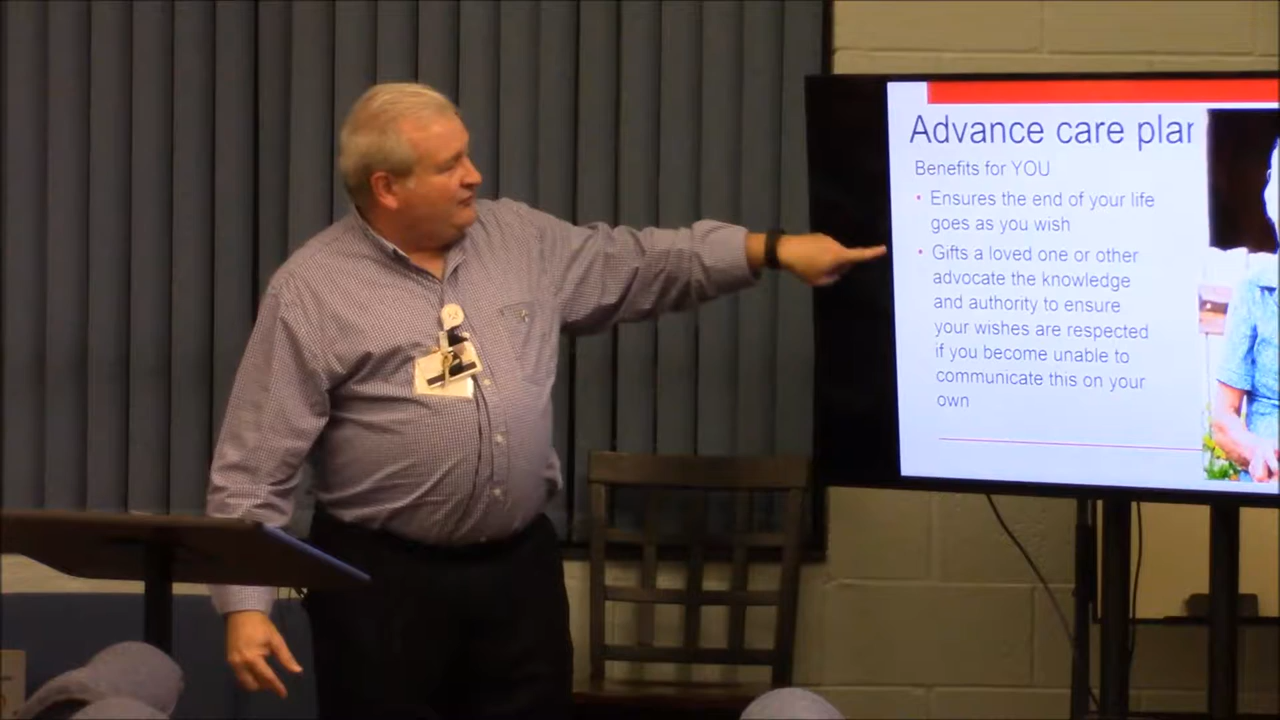 Advance care plan
Benefits for YOU
• Ensures the end of your life
goes as you wish
• Gifts a loved one or other
advocate the knowledge
and authority to ensure
your wishes are respected
if you become unable to
communicate this on your
own